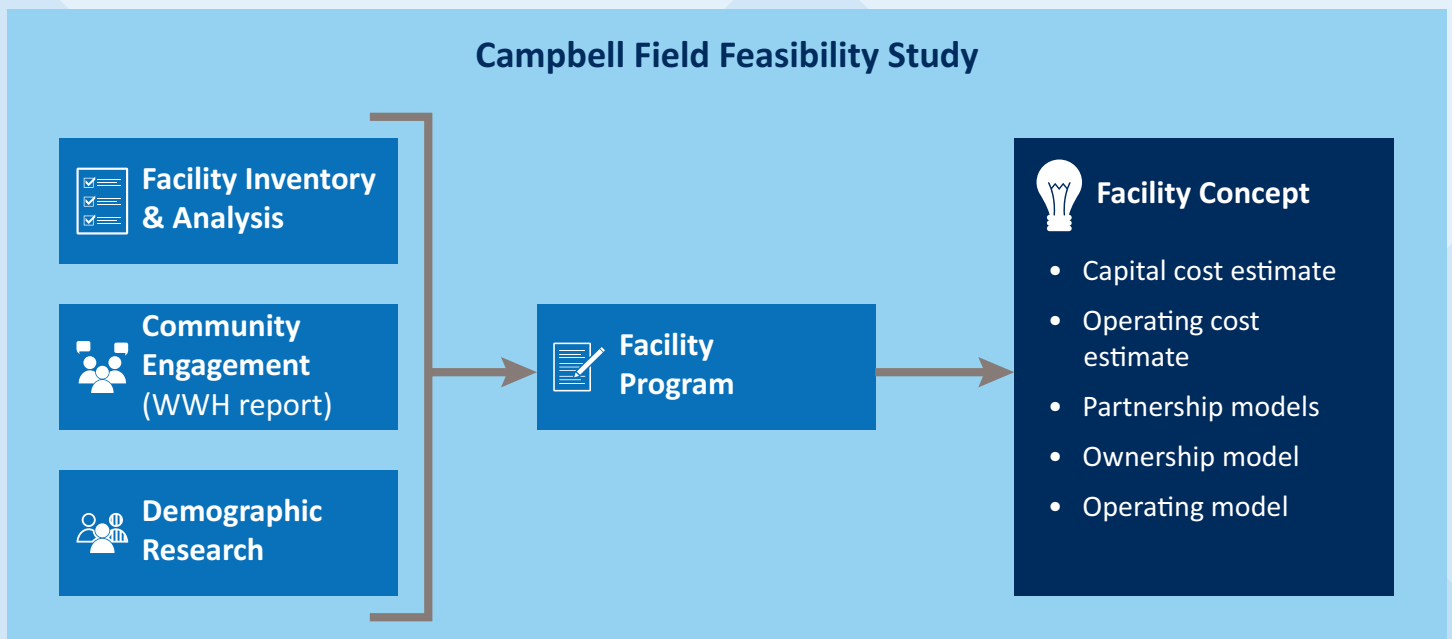 Campbell Field Feasibility Study
Facility Inventory
& Analysis
Community
Engagement
(WWH report)
Demographic
Research
Facility
Program
Facility Concept
• Capital cost estimate
• Operating cost
estimate
• Partnership models
• Ownership model
• Operating model